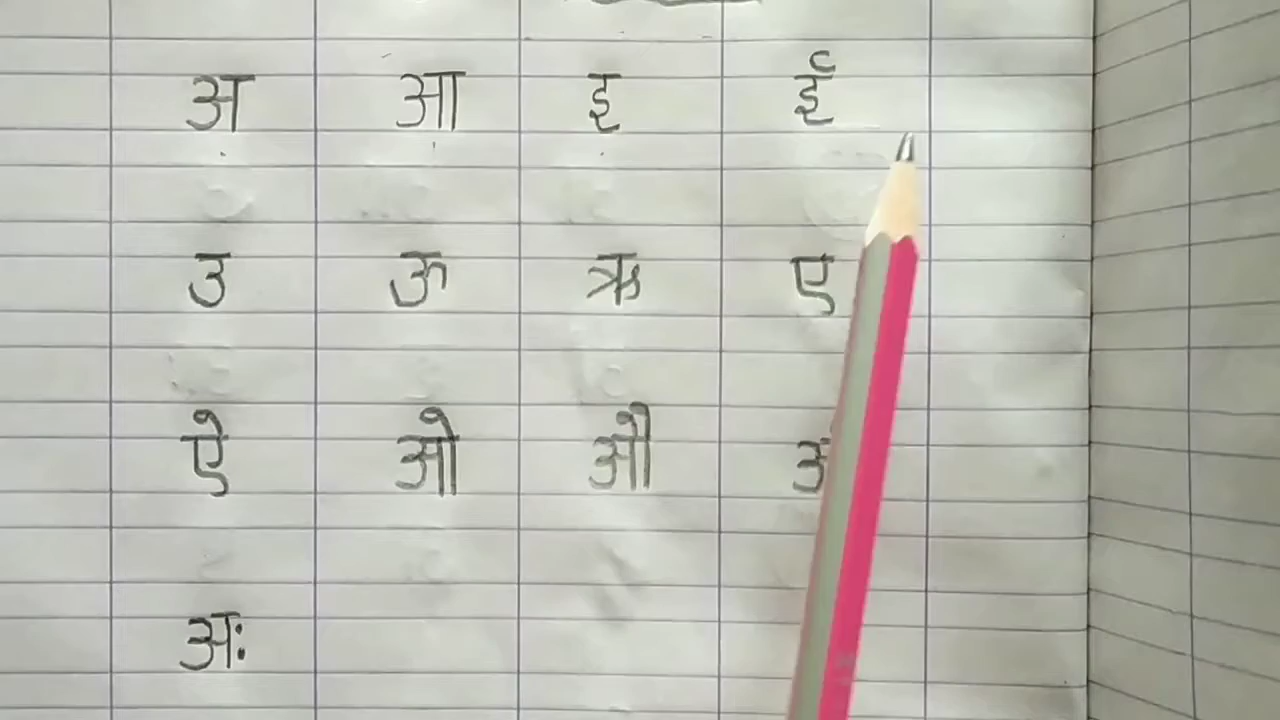 अ आ इ ई
उ ऊ ऋ ए
ऐ ओ औ
अः